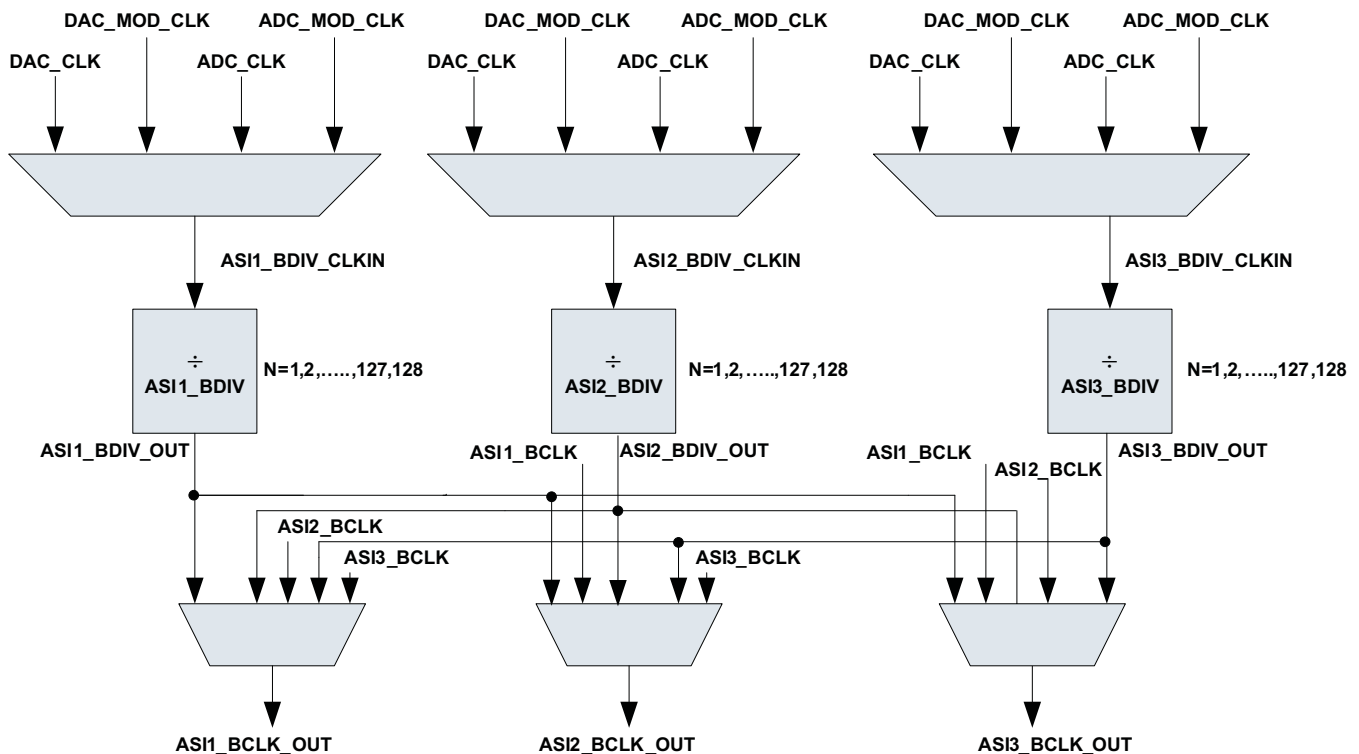 DAC_MOD_CLK
ADC_MOD_CLK
DAC_CLK
ADC_CLK
DAC_MOD_CLK
ADC_MOD_CLK
DAC_CLK
ADC_CLK
DAC_MOD_CLK
ADC_MOD_CLK
DAC_CLK
ADC_CLK
ASI1_BDIV_CLKIN
ASI2_BDIV_CLKIN
ASI3_BDIV_CLKIN
÷
ASI1_BDIV
N=1,2,…..,127,128
÷
ASI2_BDIV
N=1,2,…..,127,128
÷
ASI3_BDIV
N=1,2,…..,127,128
ASI1_BDIV_OUT
ASI1_BCLK
ASI2_BDIV_OUT
ASI1_BCLK
ASI2_BCLK
ASI3_BDIV_OUT
ASI2_BCLK
ASI3_BCLK
ASI3_BCLK
ASI1_BCLK_OUT
ASI2_BCLK_OUT
ASI3_BCLK_OUT